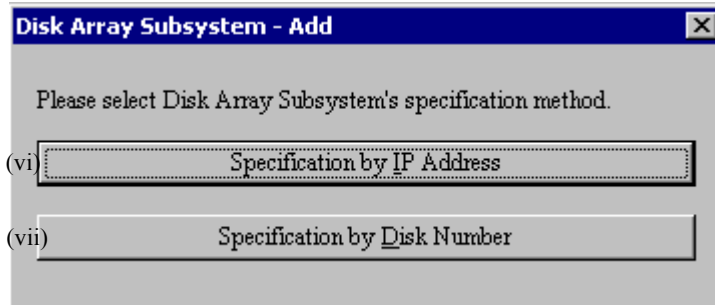 Disk Array Subsystem - Add
Please select Disk Array Subsystem's specification method.
(vi) Specification by IP Address
(vii) Specification by Disk Number